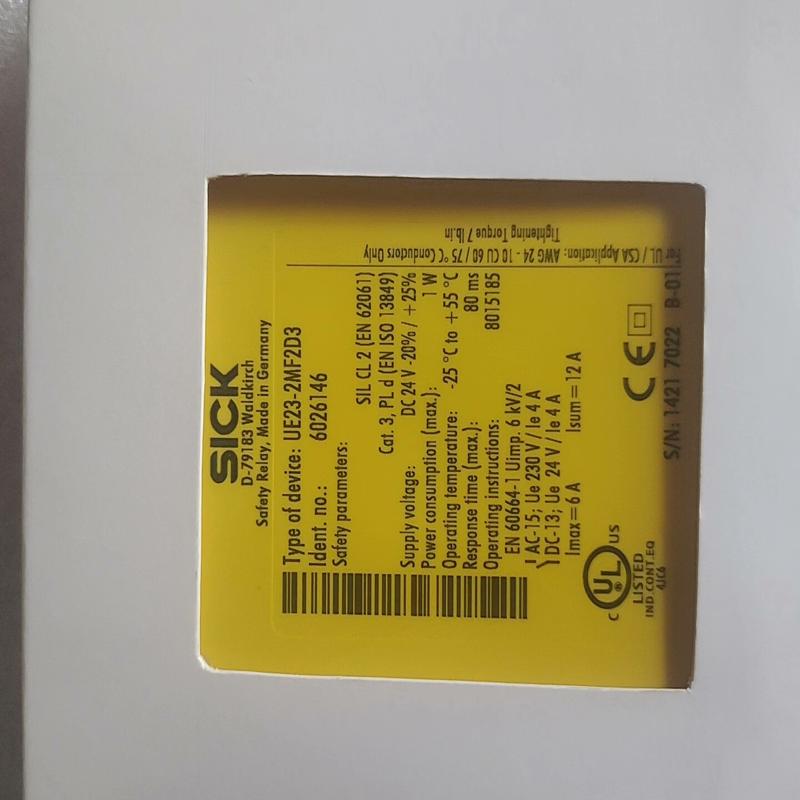 SICK
D-79183 Waldkirch
Safety Relay, Made in Germany
Type of device: UE23-2MF2D3
Ident. no.: 6026146
Safety parameters:
SIL CL 2 (EN 62061)
Cat. 3, PL d (EN ISO 13849)
Supply voltage: DC 24 V -20% / +25%
Power consumption (max.): 1 W
Operating temperature: -25 °C to +55 °C
Response time (max.): 80 ms
Operating instructions: 8015185
EN 60664-1 Uimp. 6 kV/2
AC-15; Ue 230 V / Ie 4 A
DC-13; Ue 24 V / Ie 4 A
Imax = 6 A Isum = 12 A
C UL ® US
LISTED
IND.CONT.EQ
4JC6
CE
S/N: 1421 7022 B-01
UL / CSA Application: AWG 24 - 10 CU 60 / 75 °C Conductors Only
Tightening Torque 7 lb.in